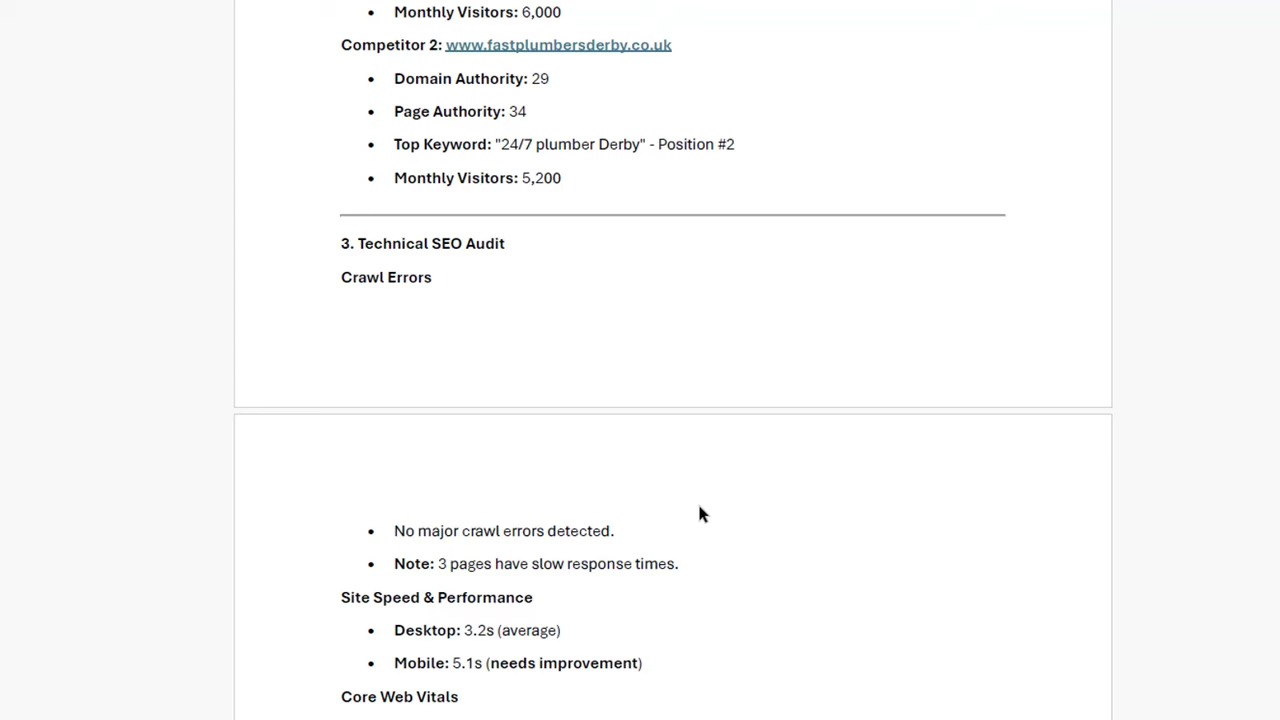 • Monthly Visitors: 6,000
Competitor 2: www.fastplumbersderby.co.uk
• Domain Authority: 29
• Page Authority: 34
• Top Keyword: "24/7 plumber Derby" - Position #2
• Monthly Visitors: 5,200
3. Technical SEO Audit
Crawl Errors
• No major crawl errors detected.
• Note: 3 pages have slow response times.
Site Speed & Performance
• Desktop: 3.2s (average)
• Mobile: 5.1s (needs improvement)
Core Web Vitals